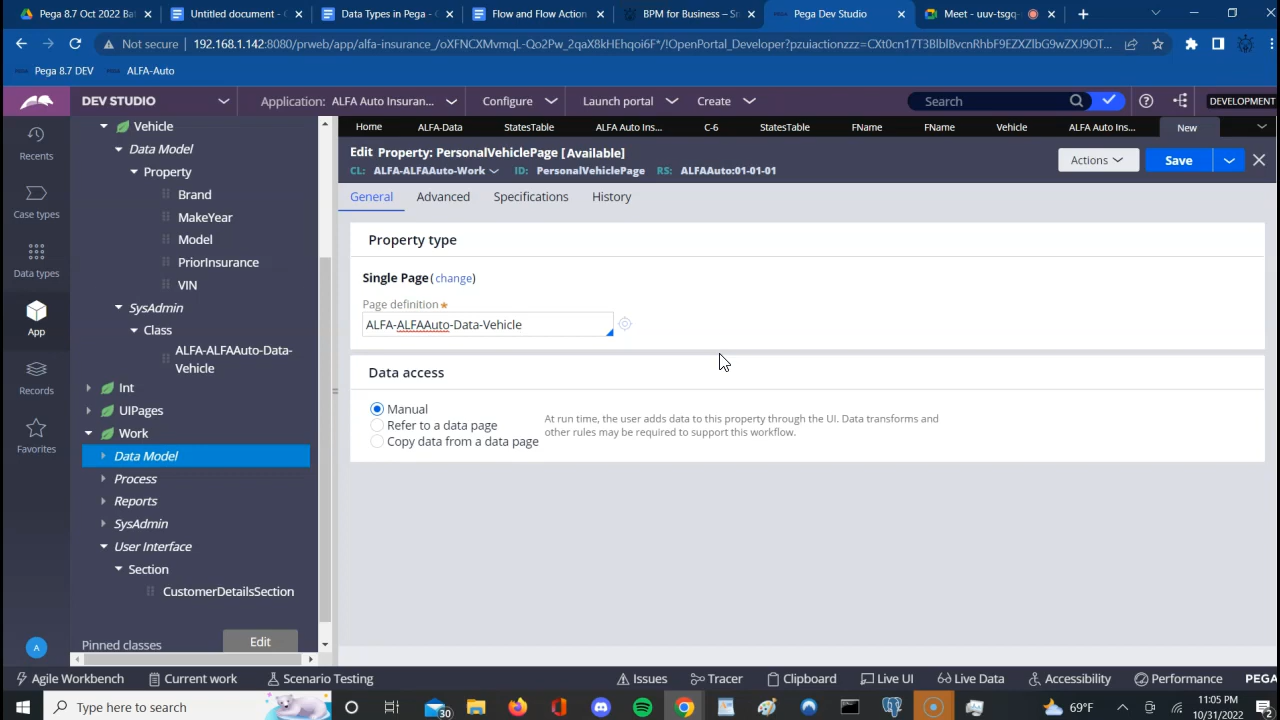 Pega 8.7 Oct 2022 Bat
Untitled document - G
Data Types in Pega - G
Flow and Flow Action
BPM for Business – Sn
Pega Dev Studio
Meet - uuv-tsgq-
Not secure
192.168.1.142:8080/prweb/app/alfa-insurance_/oXFNCXMvmqL-Qo2Pw_2qaX8kHEhqoi6F*/!OpenPortal_Developer?pzuiactionzzz=CXt0cn17T3BlblBvcnRhbF9EZXZlbG9wZXJ9OT...
Pega 8.7 DEV
ALFA-Auto
DEV STUDIO
Application: ALFA Auto Insuran...
Configure
Launch portal
Create
Search
DEVELOPMENT
Recents
Case types
Data types
App
Records
Favorites
A
Vehicle
Data Model
Property
Brand
MakeYear
Model
PriorInsurance
VIN
SysAdmin
Class
ALFA-ALFAAuto-Data-
Vehicle
Int
UIPages
Work
Data Model
Process
Reports
SysAdmin
User Interface
Section
CustomerDetailsSection
Pinned classes
Edit
Home
ALFA-Data
StatesTable
ALFA Auto Ins...
C-6
StatesTable
FName
FName
Vehicle
ALFA Auto Ins...
New
Edit Property: PersonalVehiclePage [Available]
CL: ALFA-ALFAAuto-Work
ID: PersonalVehiclePage
RS: ALFAAuto:01-01-01
Actions
Save
General
Advanced
Specifications
History
Property type
Single Page (change)
Page definition
ALFA-ALFAAuto-Data-Vehicle
Data access
Manual
Refer to a data page
Copy data from a data page
At run time, the user adds data to this property through the UI. Data transforms and
other rules may be required to support this workflow.
Agile Workbench
Current work
Scenario Testing
Issues
Tracer
Clipboard
Live UI
Live Data
Accessibility
Performance
PEGA
Type here to search
30
69°F
11:05 PM
10/31/2022